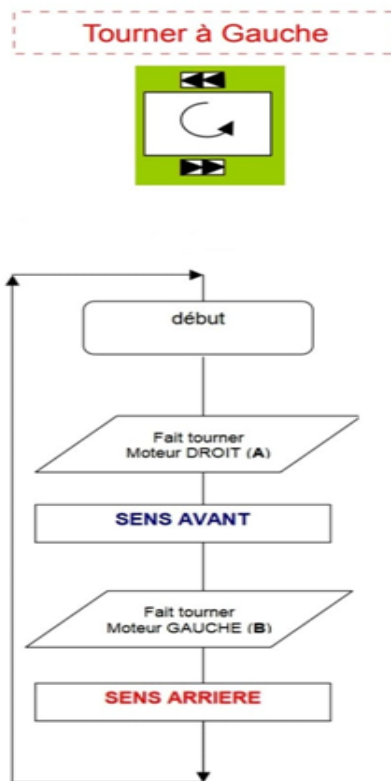 Tourner à Gauche
début
Fait tourner
Moteur DROIT (A)
SENS AVANT
Fait tourner
Moteur GAUCHE (B)
SENS ARRIERE